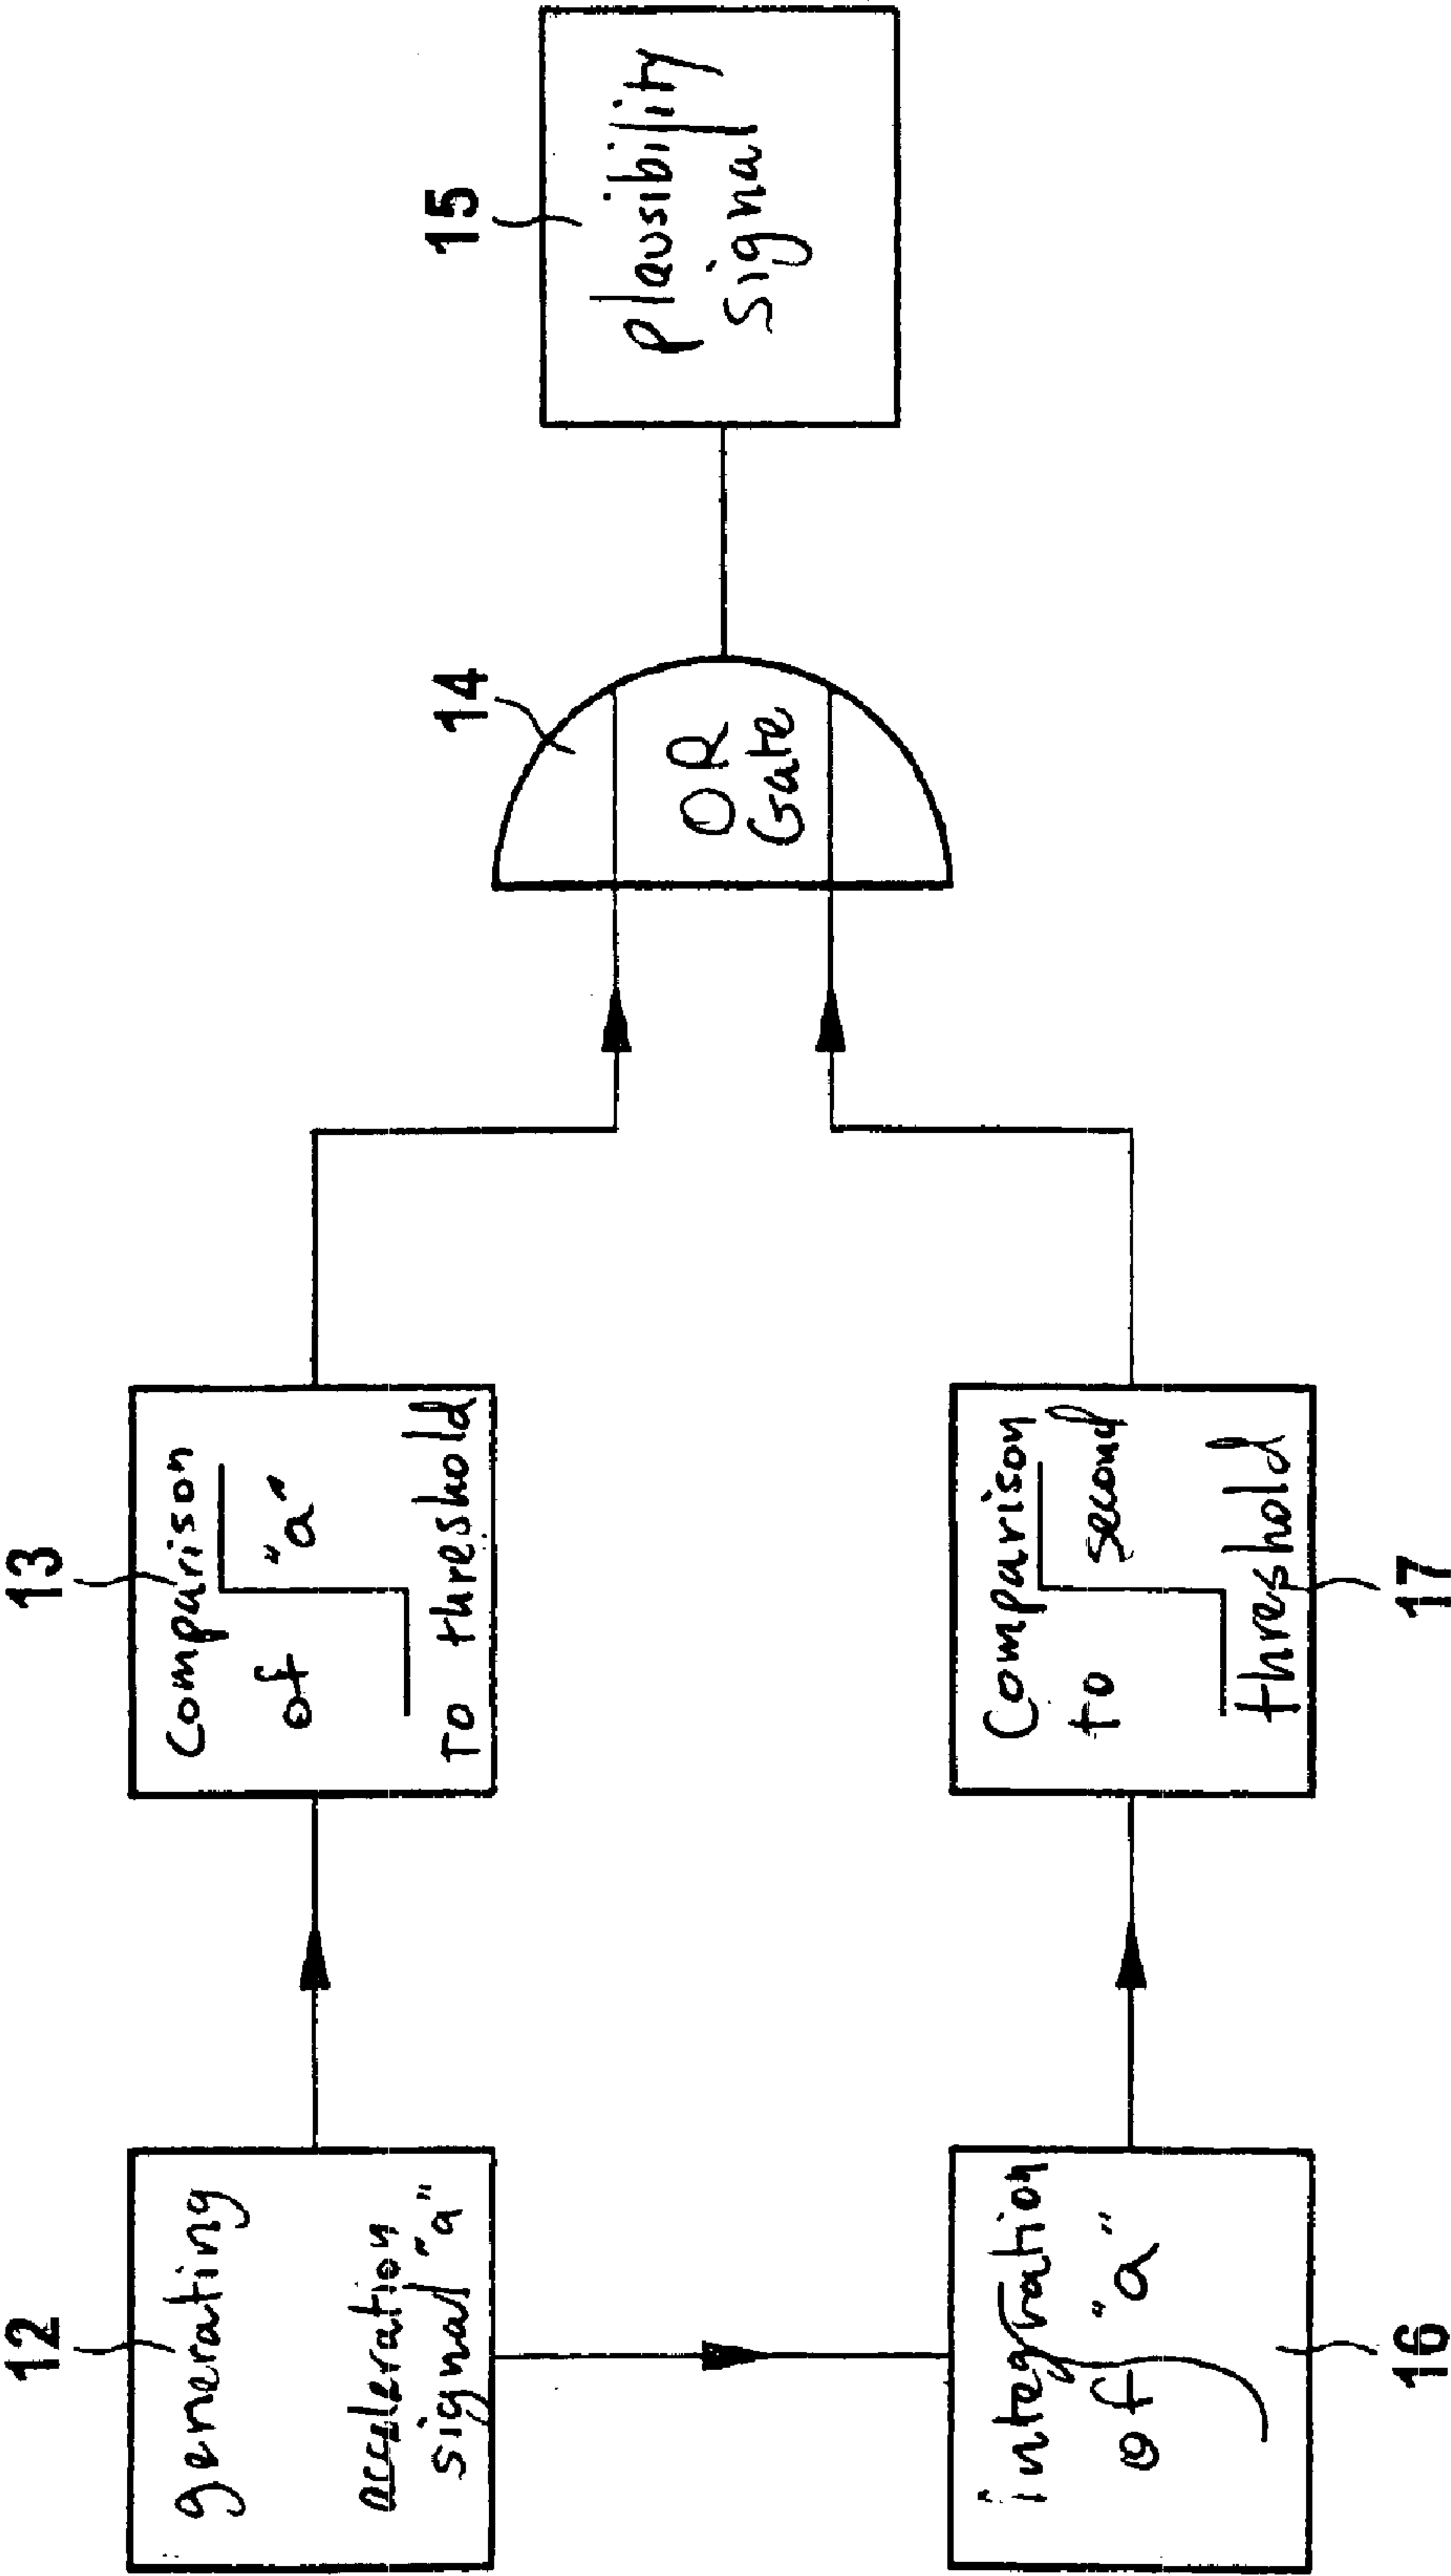 12
generating
acceleration
signal "a"
13
Comparison
of "a"
To threshold
14
OR
Gate
15
Plausibility
signal
16
integration
of "a"
17
Comparison
to second
threshold